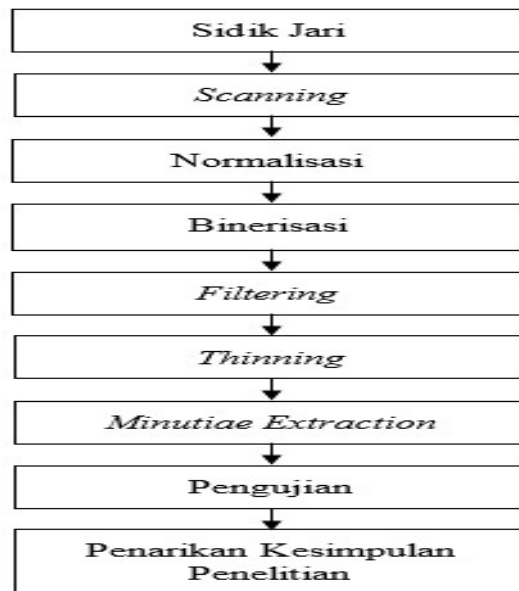 Sidik Jari
Scanning
Normalisasi
Binerisasi
Filtering
Thinning
Minutiae Extraction
Pengujian
Penarikan Kesimpulan
Penelitian